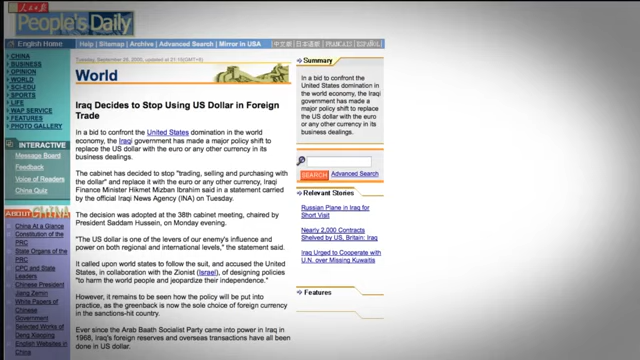 人民日报
People's Daily
English Home
Help | Sitemap | Archive | Advanced Search | Mirror in USA
中文版 | 日本語版 | FRANCAIS | ESPAÑOL
CHINA
BUSINESS
OPINION
WORLD
SCI-EDU
SPORTS
LIFE
WAP SERVICE
FEATURES
PHOTO GALLERY
INTERACTIVE
Message Board
Feedback
Voice of Readers
China Quiz
ABOUT CHINA
China At a Glance
Constitution of the
PRC
State Organs of the
PRC
CPC and State
Leaders
Chinese President
Jiang Zemin
White Papers of
Chinese
Government
Selected Works of
Deng Xiaoping
English Websites in
China
World
Iraq Decides to Stop Using US Dollar in Foreign
Trade
In a bid to confront the United States domination in the world
economy, the Iraqi government has made a major policy shift to
replace the US dollar with the euro or any other currency in its
business dealings.
The cabinet has decided to stop "trading, selling and purchasing with
the dollar" and replace it with the euro or any other currency, Iraqi
Finance Minister Hikmet Mizban Ibrahim said in a statement carried
by the official Iraqi News Agency (INA) on Tuesday.
The decision was adopted at the 38th cabinet meeting, chaired by
President Saddam Hussein, on Monday evening.
"The US dollar is one of the levers of our enemy's influence and
power on both regional and international levels," the statement said.
It called upon world states to follow the suit, and accused the United
States, in collaboration with the Zionist (Israel), of designing policies
"to harm the world people and jeopardize their independence."
However, it remains to be seen how the policy will be put into
practice, as the greenback is now the sole choice of foreign currency
in the sanctions-hit country.
Ever since the Arab Baath Socialist Party came into power in Iraq in
1968, Iraq's foreign reserves and overseas transactions have all been
done in US dollar.
Summary
In a bid to confront the
United States domination in
the world economy, the Iraqi
government has made a
major policy shift to replace
the US dollar with the euro
or any other currency in its
business dealings.
SEARCH Advanced Search
Relevant Stories
Russian Plane in Iraq for
Short Visit
Nearly 2,000 Contracts
Shelved by US, Britain: Iraq
Iraq Urged to Cooperate with
U.N. over Missing Kuwaitis
Features